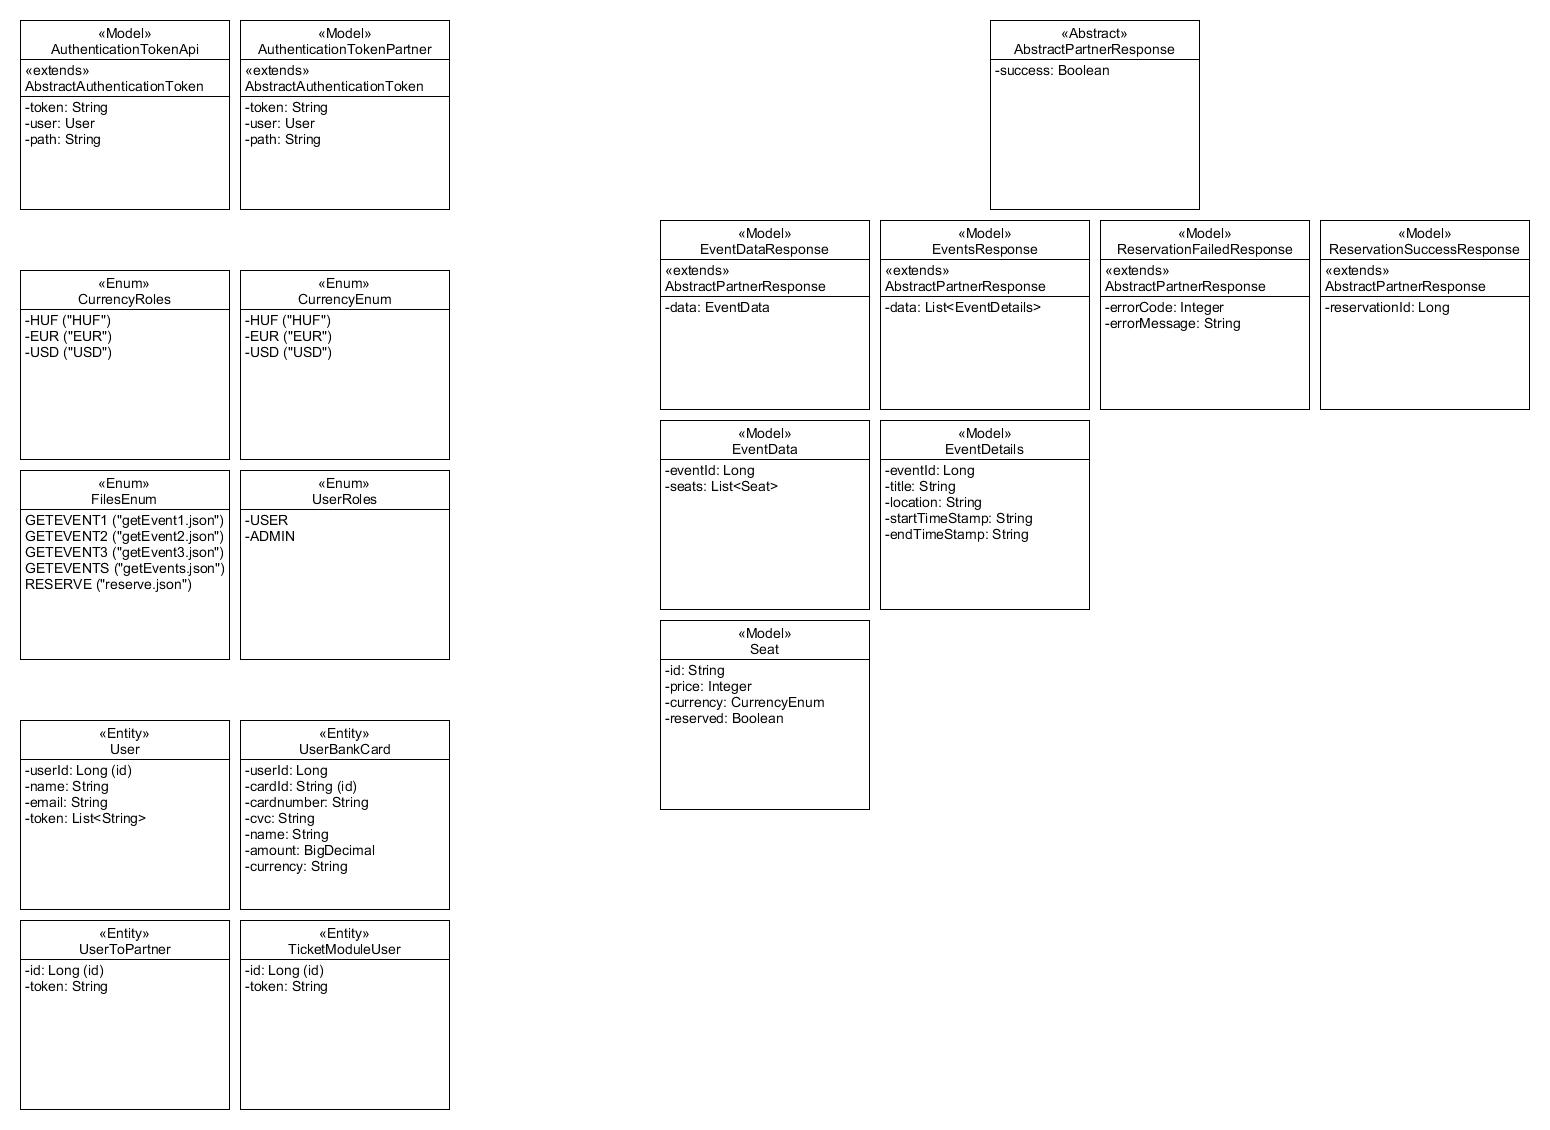 «Model»
AuthenticationTokenApi
«extends»
AbstractAuthenticationToken
-token: String
-user: User
-path: String
«Model»
AuthenticationTokenPartner
«extends»
AbstractAuthenticationToken
-token: String
-user: User
-path: String
«Abstract»
AbstractPartnerResponse
-success: Boolean
«Model»
EventDataResponse
«extends»
AbstractPartnerResponse
-data: EventData
«Model»
EventsResponse
«extends»
AbstractPartnerResponse
-data: List<EventDetails>
«Model»
ReservationFailedResponse
«extends»
AbstractPartnerResponse
-errorCode: Integer
-errorMessage: String
«Model»
ReservationSuccessResponse
«extends»
AbstractPartnerResponse
-reservationId: Long
«Enum»
CurrencyRoles
-HUF ("HUF")
-EUR ("EUR")
-USD ("USD")
«Enum»
CurrencyEnum
-HUF ("HUF")
-EUR ("EUR")
-USD ("USD")
«Model»
EventData
-eventId: Long
-seats: List<Seat>
«Model»
EventDetails
-eventId: Long
-title: String
-location: String
-startTimeStamp: String
-endTimeStamp: String
«Enum»
FilesEnum
GETEVENT1 ("getEvent1.json")
GETEVENT2 ("getEvent2.json")
GETEVENT3 ("getEvent3.json")
GETEVENTS ("getEvents.json")
RESERVE ("reserve.json")
«Enum»
UserRoles
-USER
-ADMIN
«Model»
Seat
-id: String
-price: Integer
-currency: CurrencyEnum
-reserved: Boolean
«Entity»
User
-userId: Long (id)
-name: String
-email: String
-token: List<String>
«Entity»
UserBankCard
-userId: Long
-cardId: String (id)
-cardnumber: String
-cvc: String
-name: String
-amount: BigDecimal
-currency: String
«Entity»
UserToPartner
-id: Long (id)
-token: String
«Entity»
TicketModuleUser
-id: Long (id)
-token: String